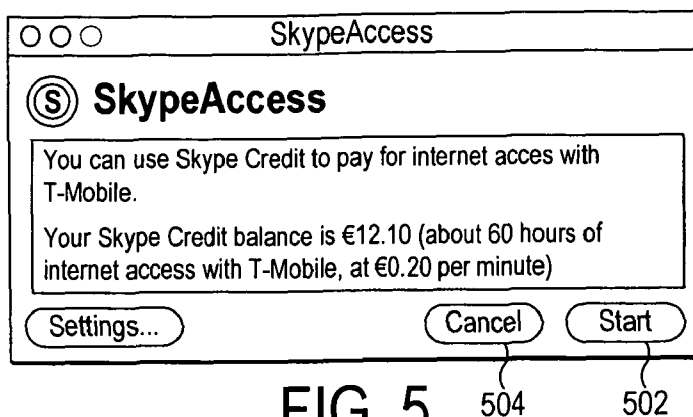 SkypeAccess
S SkypeAccess
You can use Skype Credit to pay for internet acces with
T-Mobile.
Your Skype Credit balance is €12.10 (about 60 hours of
internet access with T-Mobile, at €0.20 per minute)
Settings... Cancel Start
FIG. 5 504 502